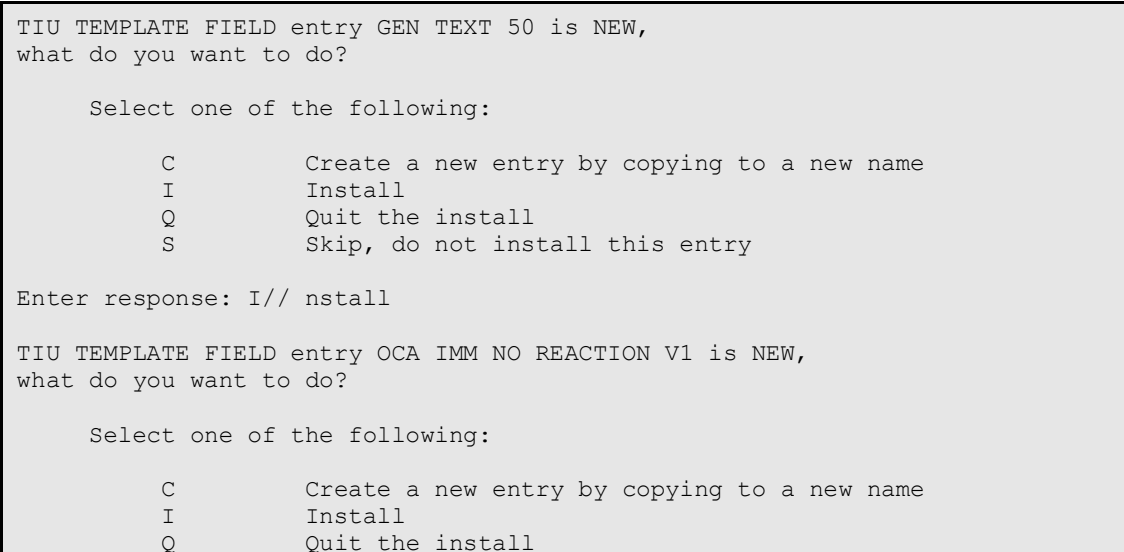 TIU TEMPLATE FIELD entry GEN TEXT 50 is NEW,
what do you want to do?
Select one of the following:
C Create a new entry by copying to a new name
I Install
Q Quit the install
S Skip, do not install this entry
Enter response: I// nstall
TIU TEMPLATE FIELD entry OCA IMM NO REACTION V1 is NEW,
what do you want to do?
Select one of the following:
C Create a new entry by copying to a new name
I Install
Q Quit the install